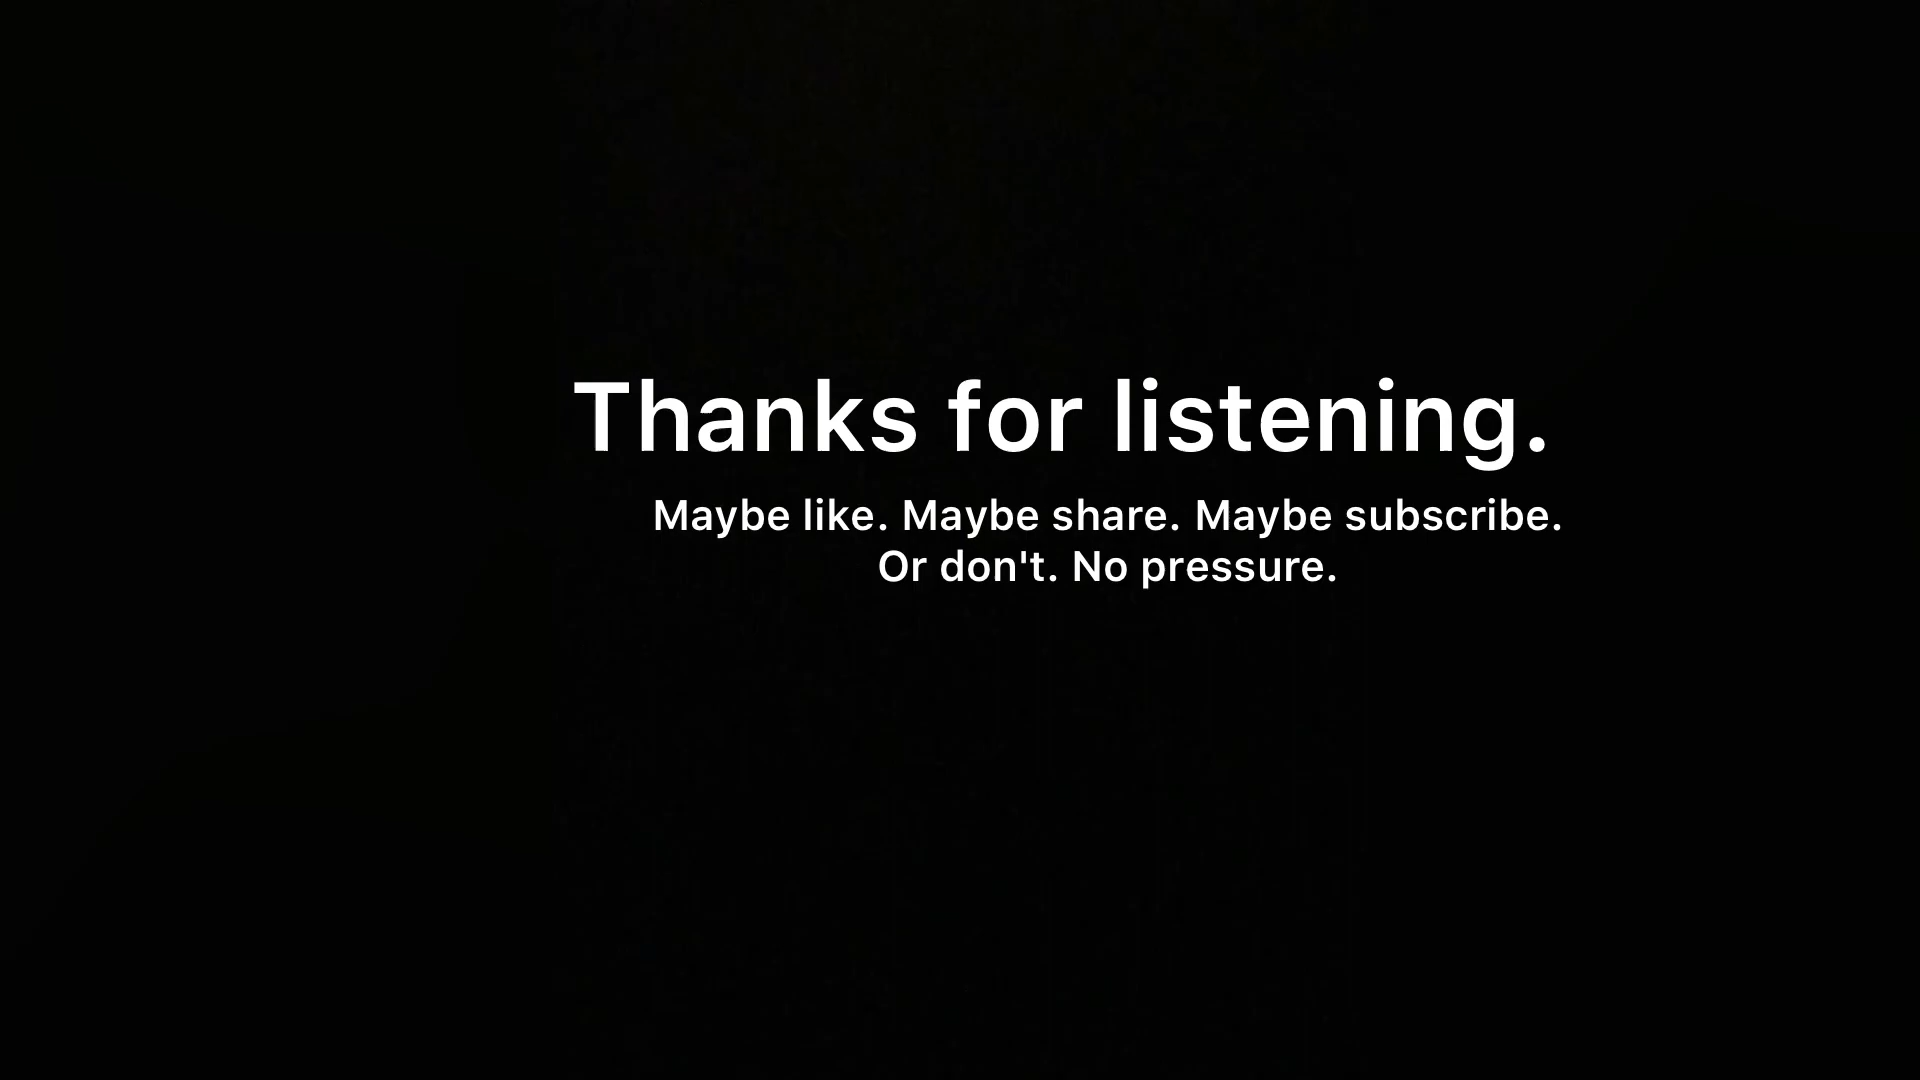 Thanks for listening.
Maybe like. Maybe share. Maybe subscribe.
Or don't. No pressure.